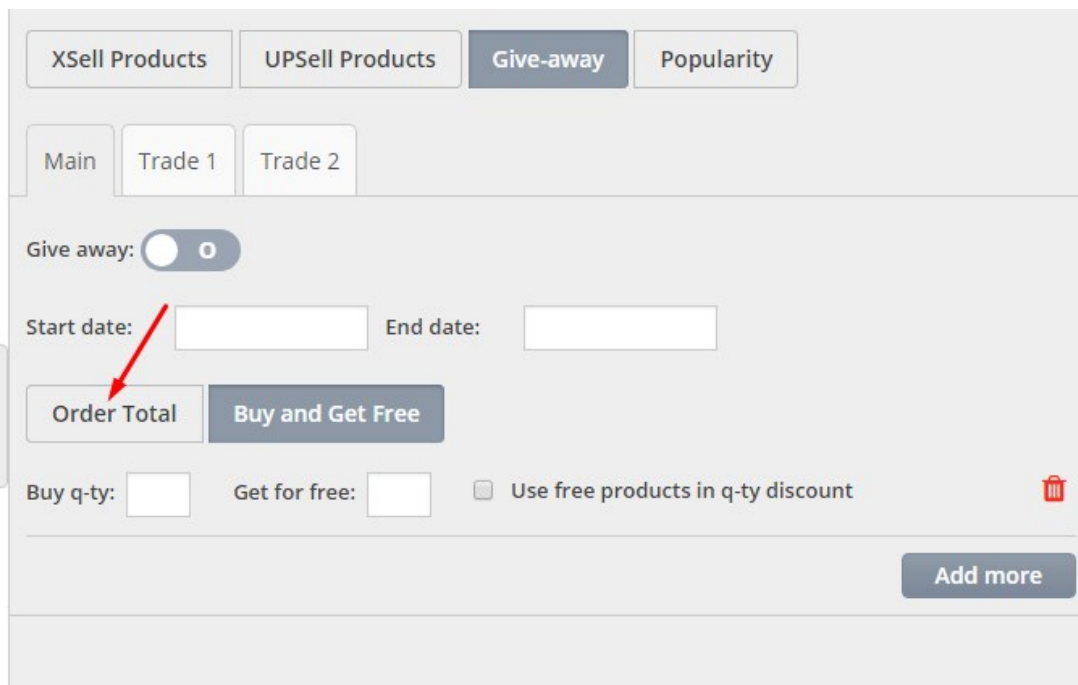 XSell Products UPSell Products Give-away Popularity
Main Trade 1 Trade 2
Give away: O
Start date: End date:
Order Total Buy and Get Free
Buy q-ty: Get for free: Use free products in q-ty discount
Add more